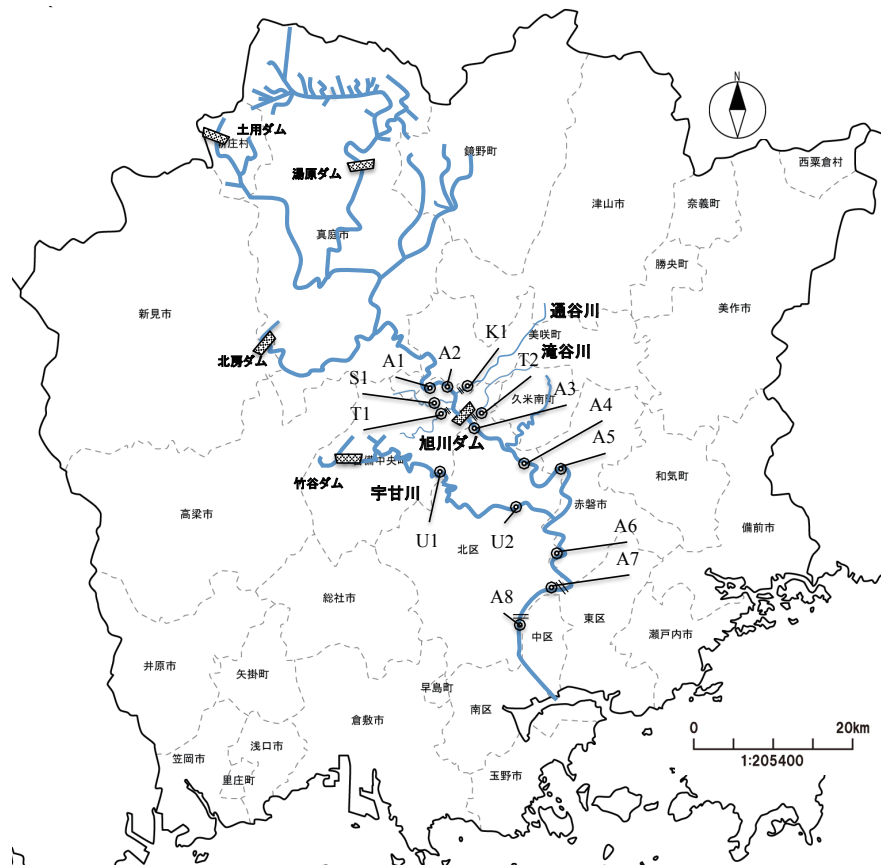 N
土用ダム
湯原ダム
鏡野町
西粟倉村
津山市
奈義町
真庭市
勝央町
新見市
美作市
通谷川
美咲町
K1
滝谷川
北房ダム
A1
A2
T2
S1
久米南町
A3
T1
A4
旭川ダム
A5
竹谷ダム
宇甘川
和気町
高梁市
赤磐市
備前市
U1
U2
北区
A6
A7
総社市
A8
東区
中区
瀬戸内市
井原市
矢掛町
早島町
南区
倉敷市
0
20km
1:205400
浅口市
笠岡市
里庄町
玉野市